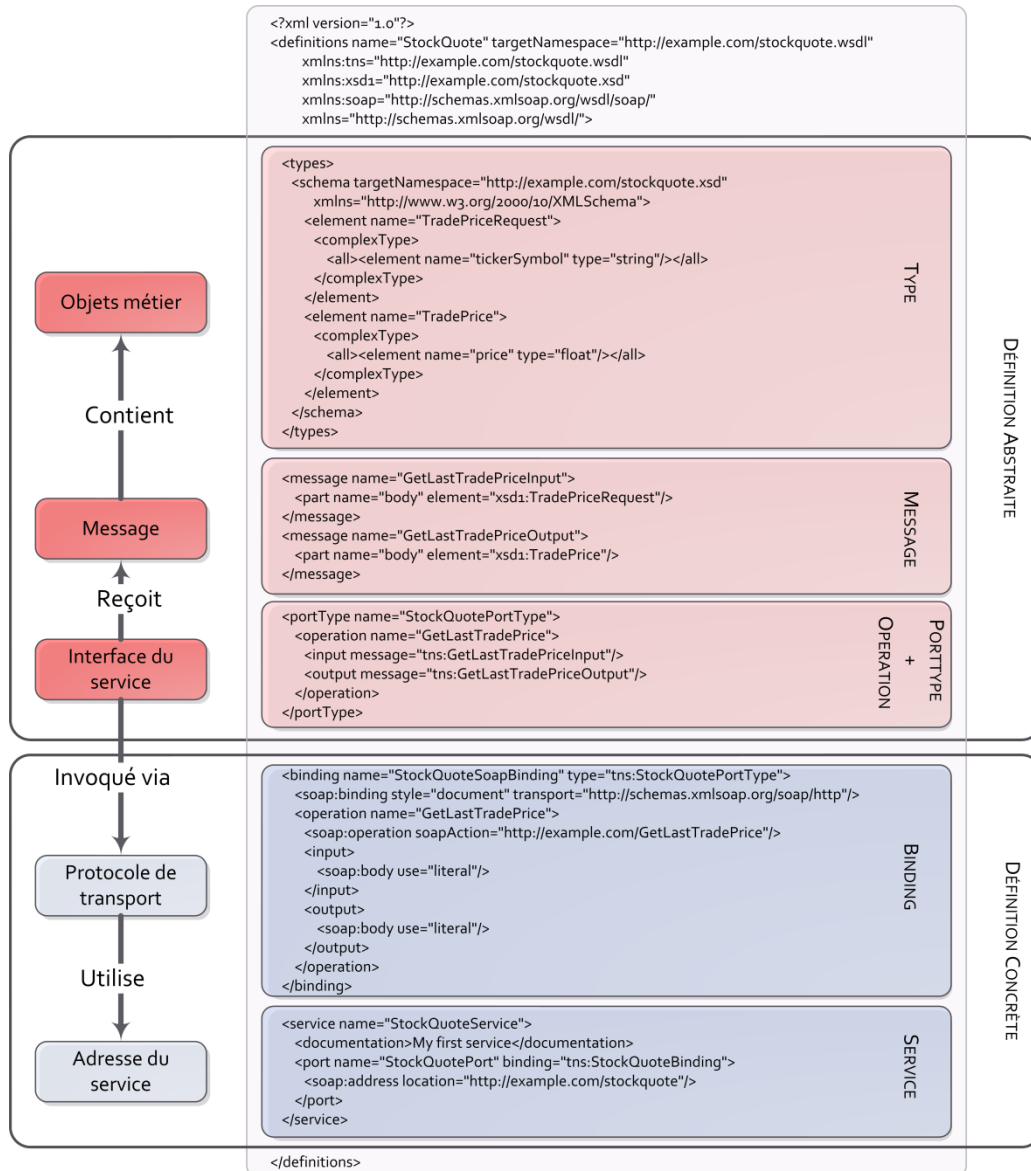 <?xml version="1.0"?>
<definitions name="StockQuote" targetNamespace="http://example.com/stockquote.wsdl"
xmlns:tns="http://example.com/stockquote.wsdl"
xmlns:xsd1="http://example.com/stockquote.xsd"
xmlns:soap="http://schemas.xmlsoap.org/wsdl/soap/"
xmlns="http://schemas.xmlsoap.org/wsdl/">
DÉFINITION ABSTRAITE
Objets métier
Contient
Message
Reçoit
Interface du
service
TYPE
<types>
<schema targetNamespace="http://example.com/stockquote.xsd"
xmlns="http://www.w3.org/2000/10/XMLSchema">
<element name="TradePriceRequest">
<complexType>
<all><element name="tickerSymbol" type="string"/></all>
</complexType>
</element>
<element name="TradePrice">
<complexType>
<all><element name="price" type="float"/></all>
</complexType>
</element>
</schema>
</types>
MESSAGE
<message name="GetLastTradePriceInput">
<part name="body" element="xsd1:TradePriceRequest"/>
</message>
<message name="GetLastTradePriceOutput">
<part name="body" element="xsd1:TradePrice"/>
</message>
PORTTYPE
+
OPERATION
<portType name="StockQuotePortType">
<operation name="GetLastTradePrice">
<input message="tns:GetLastTradePriceInput"/>
<output message="tns:GetLastTradePriceOutput"/>
</operation>
</portType>
DÉFINITION CONCRÈTE
Invoqué via
Protocole de
transport
Utilise
Adresse du
service
BINDING
<binding name="StockQuoteSoapBinding" type="tns:StockQuotePortType">
<soap:binding style="document" transport="http://schemas.xmlsoap.org/soap/http"/>
<operation name="GetLastTradePrice">
<soap:operation soapAction="http://example.com/GetLastTradePrice"/>
<input>
<soap:body use="literal"/>
</input>
<output>
<soap:body use="literal"/>
</output>
</operation>
</binding>
SERVICE
<service name="StockQuoteService">
<documentation>My first service</documentation>
<port name="StockQuotePort" binding="tns:StockQuoteBinding">
<soap:address location="http://example.com/stockquote"/>
</port>
</service>
</definitions>